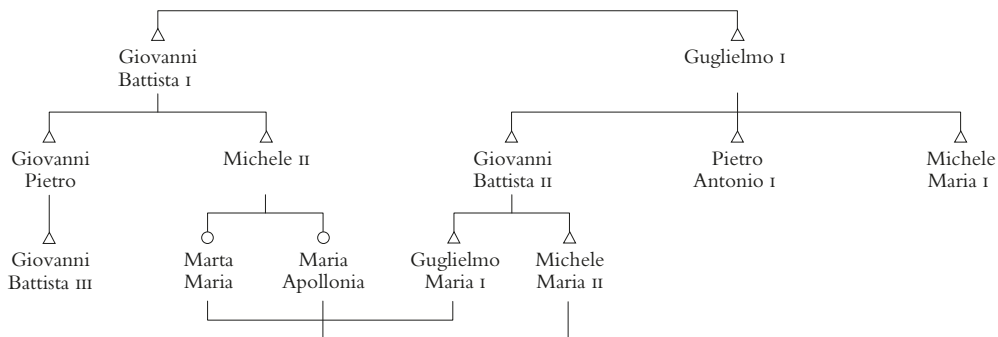 Giovanni
Battista I
Guglielmo I
Giovanni
Pietro
Michele II
Giovanni
Battista II
Pietro
Antonio I
Michele
Maria I
Giovanni
Battista III
Marta
Maria
Maria
Apollonia
Guglielmo
Maria I
Michele
Maria II